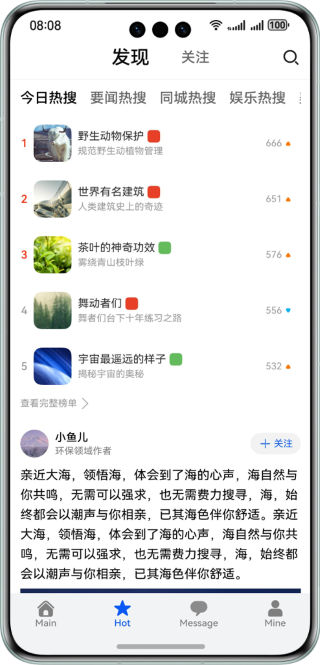 08:08
100
发现 关注
今日热搜 要闻热搜 同城热搜 娱乐热搜
1 野生动物保护 666
规范野生动植物管理
2 世界有名建筑 651
人类建筑史上的奇迹
3 茶叶的神奇功效 576
雾绕青山枝叶绿
4 舞动者们 556
舞者们台下十年练习之路
5 宇宙最遥远的样子 532
揭秘宇宙的奥秘
查看完整榜单
小鱼儿
环保领域作者
关注
亲近大海，领悟海，体会到了海的心声，海自然与
你共鸣，无需可以强求，也无需费力搜寻，海，始
终都会以潮声与你相亲，已其海色伴你舒适。亲近
大海，领悟海，体会到了海的心声，海自然与你共
鸣，无需可以强求，也无需费力搜寻，海，始终都
会以潮声与你相亲，已其海色伴你舒适。
Main Hot Message Mine